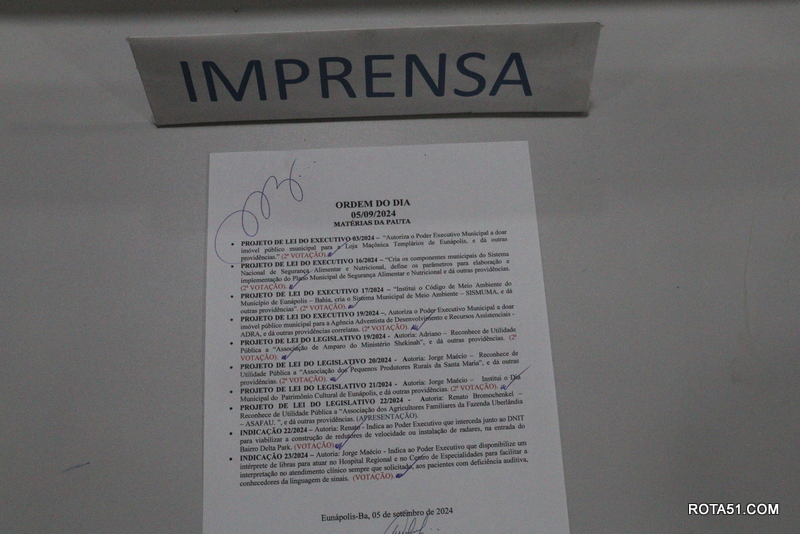 IMPRENSA
ORDEM DO DIA
05/09/2024
MATÉRIAS DA PAUTA
• PROJETO DE LEI DO EXECUTIVO 03/2024 – “Autoriza o Poder Executivo Municipal a doar
imóvel público municipal para a Loja Maçônica Templários de Eunápolis, e dá outras
providências.” (2ª VOTAÇÃO).
• PROJETO DE LEI DO EXECUTIVO 16/2024 – “Cria os componentes municipais do Sistema
Nacional de Segurança Alimentar e Nutricional, define os parâmetros para elaboração e
implementação do Plano Municipal de Segurança Alimentar e Nutricional e dá outras providências.
(2ª VOTAÇÃO).
• PROJETO DE LEI DO EXECUTIVO 17/2024 – “Institui o Código de Meio Ambiente do
Município de Eunápolis – Bahia, cria o Sistema Municipal de Meio Ambiente – SISMUMA, e dá
outras providências”. (2ª VOTAÇÃO).
• PROJETO DE LEI DO EXECUTIVO 19/2024 – Autoriza o Poder Executivo Municipal a doar
imóvel público municipal para a Agência Adventista de Desenvolvimento e Recursos Assistenciais -
ADRA, e dá outras providências correlatas. (2ª VOTAÇÃO).
• PROJETO DE LEI DO LEGISLATIVO 19/2024 - Autoria: Adriano – Reconhece de Utilidade
Pública a “Associação de Amparo do Ministério Shekinah”, e dá outras providências. (2ª
VOTAÇÃO).
• PROJETO DE LEI DO LEGISLATIVO 20/2024 - Autoria: Jorge Maécio – Reconhece de
Utilidade Pública a “Associação dos Pequenos Produtores Rurais da Santa Maria”, e dá outras
providências. (2ª VOTAÇÃO).
• PROJETO DE LEI DO LEGISLATIVO 21/2024 - Autoria: Jorge Maécio – Institui o Dia
Municipal do Patrimônio Cultural de Eunápolis, e dá outras providências. (2ª VOTAÇÃO).
• PROJETO DE LEI DO LEGISLATIVO 22/2024 - Autoria: Renato Bromochenkel –
Reconhece de Utilidade Pública a “Associação dos Agricultores Familiares da Fazenda Uberlândia
– ASAFAU. ”, e dá outras providências. (APRESENTAÇÃO).
• INDICAÇÃO 22/2024 – Autoria: Renato - Indica ao Poder Executivo que interceda junto ao DNIT
para viabilizar a construção de redutores de velocidade ou instalação de radares, na entrada do
Bairro Delta Park. (VOTAÇÃO).
• INDICAÇÃO 23/2024 – Autoria: Jorge Maécio - Indica ao Poder Executivo que disponibilize um
intérprete de libras para atuar no Hospital Regional e no Centro de Especialidades para facilitar a
interpretação no atendimento clínico sempre que solicitado, aos pacientes com deficiência auditiva,
conhecedores da linguagem de sinais. (VOTAÇÃO).
Eunápolis-Ba, 05 de setembro de 2024
ROTA51.COM